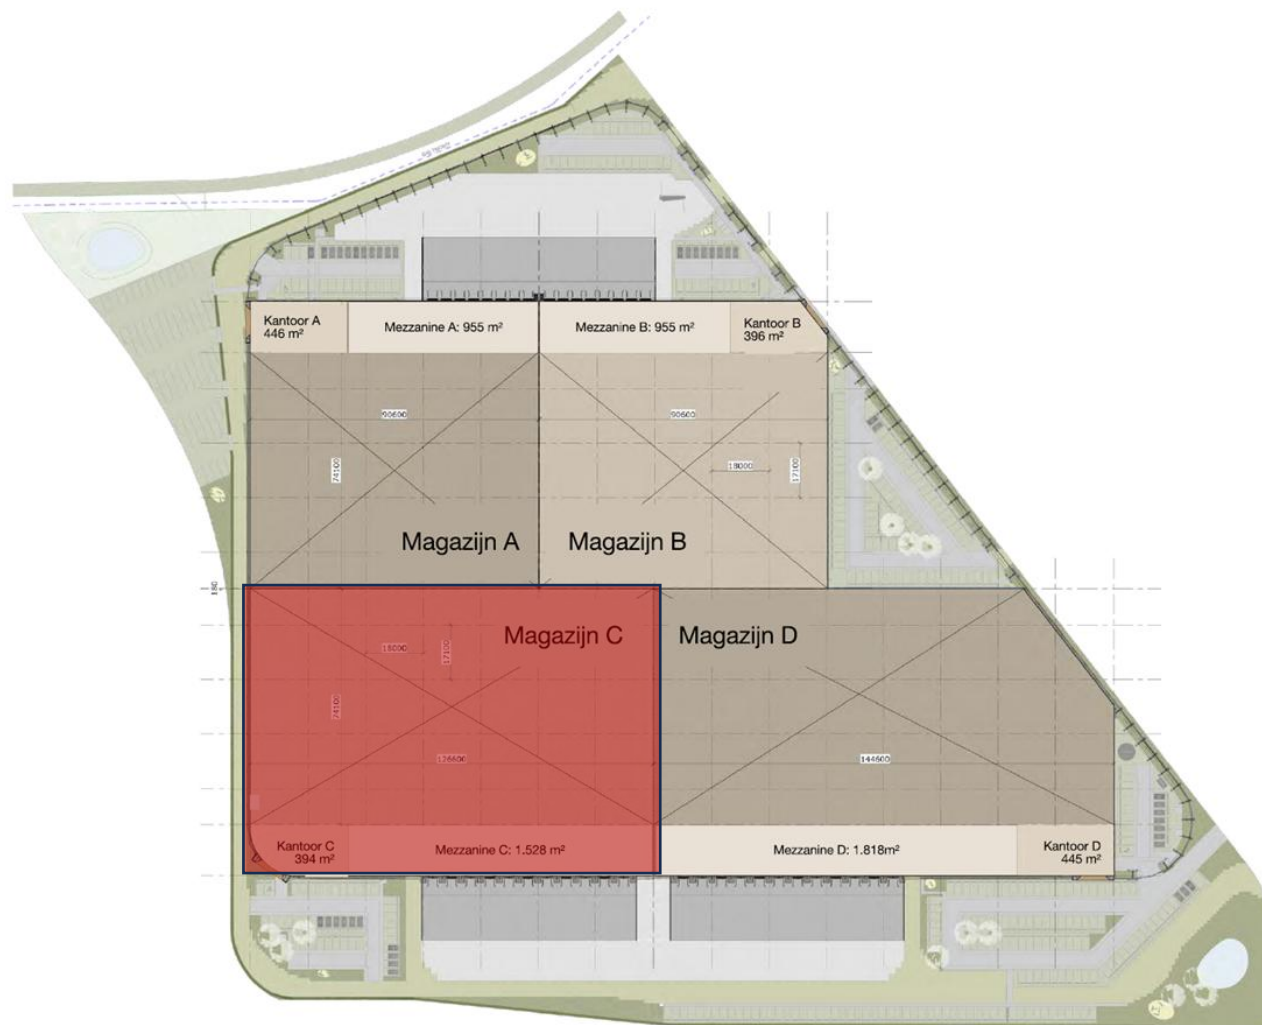 Kantoor A
446 m²
Mezzanine A: 955 m²
Mezzanine B: 955 m²
Kantoor B
396 m²
90600
90600
74100
18000
17100
Magazijn A
Magazijn B
180
Magazijn C
Magazijn D
18000
17100
74100
126600
144600
Kantoor C
394 m²
Mezzanine C: 1.528 m²
Mezzanine D: 1.818m²
Kantoor D
445 m²